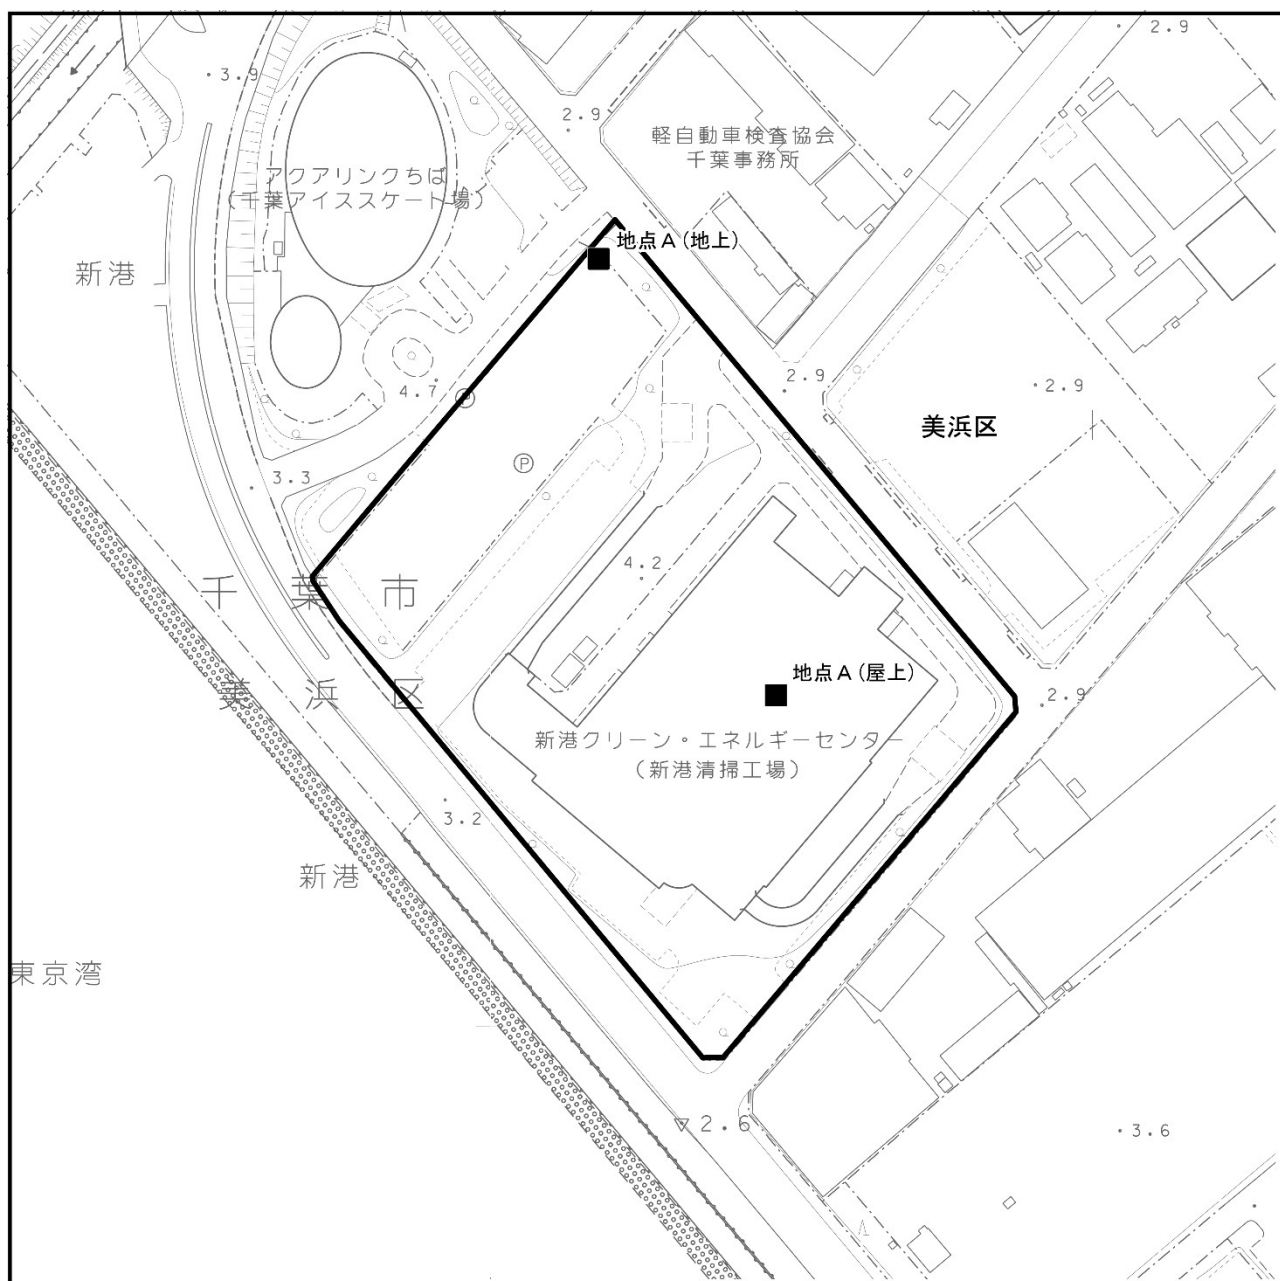 2.9
3.9
2.9
軽自動車検査協会
千葉事務所
アクアリンクちば
（千葉アイススケート場）
地点A（地上）
新港
2.9
2.9
4.7
P
美浜区
P
3.3
4.2
千葉市
地点A（屋上）
美浜区
2.9
新港クリーン・エネルギーセンター
（新港清掃工場）
3.2
新港
東京湾
2.6
3.6